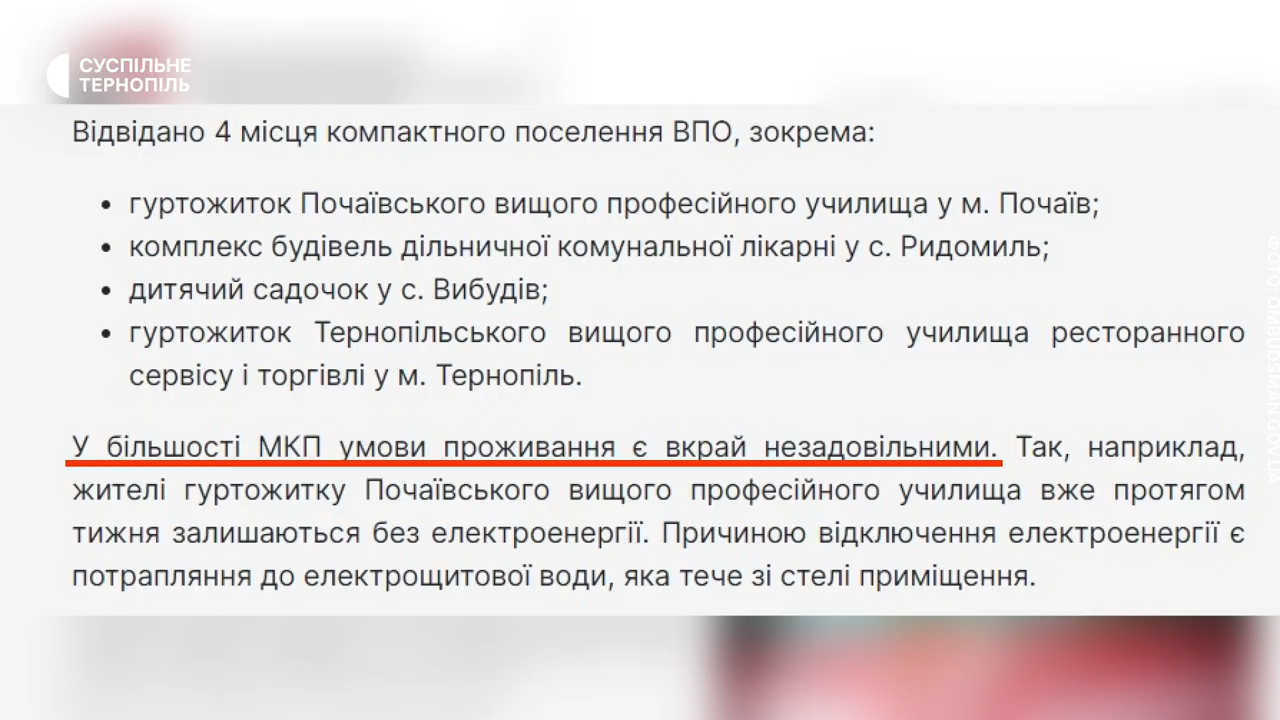 СУСПІЛЬНЕ
ТЕРНОПІЛЬ
Відвідано 4 місця компактного поселення ВПО, зокрема:
• гуртожиток Почаївського вищого професійного училища у м. Почаїв;
• комплекс будівель дільничної комунальної лікарні у с. Ридомиль;
• дитячий садочок у с. Вибудів;
• гуртожиток Тернопільського вищого професійного училища ресторанного
сервісу і торгівлі у м. Тернопіль.
У більшості МКП умови проживання є вкрай незадовільними. Так, наприклад,
жителі гуртожитку Почаївського вищого професійного училища вже протягом
тижня залишаються без електроенергії. Причиною відключення електроенергії є
потрапляння до електрощитової води, яка тече зі стелі приміщення.
ФОТО: OMBUDSMAN.GOV.UA